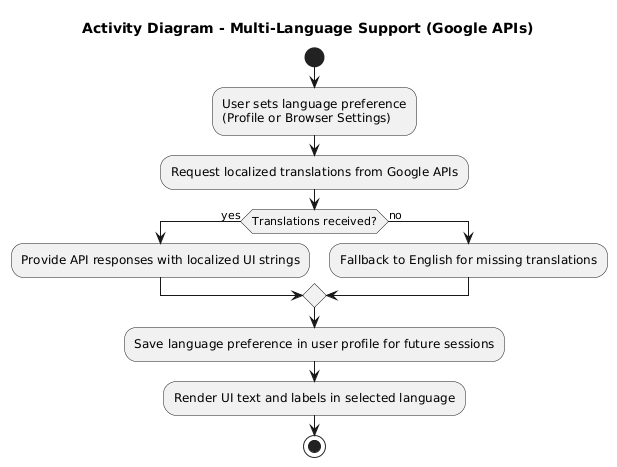 Activity Diagram - Multi-Language Support (Google APIs)
User sets language preference
(Profile or Browser Settings)
Request localized translations from Google APIs
yes
Translations received?
no
Provide API responses with localized UI strings
Fallback to English for missing translations
Save language preference in user profile for future sessions
Render UI text and labels in selected language